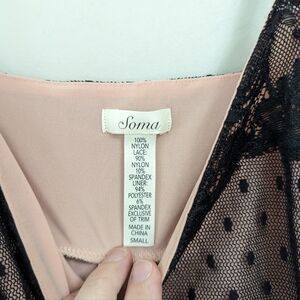 Soma
100%
NYLON
LACE:
90%
NYLON
10%
SPANDEX
LINER:
94%
POLYESTER
6%
SPANDEX
EXCLUSIVE
OF TRIM
MADE IN
CHINA
SMALL